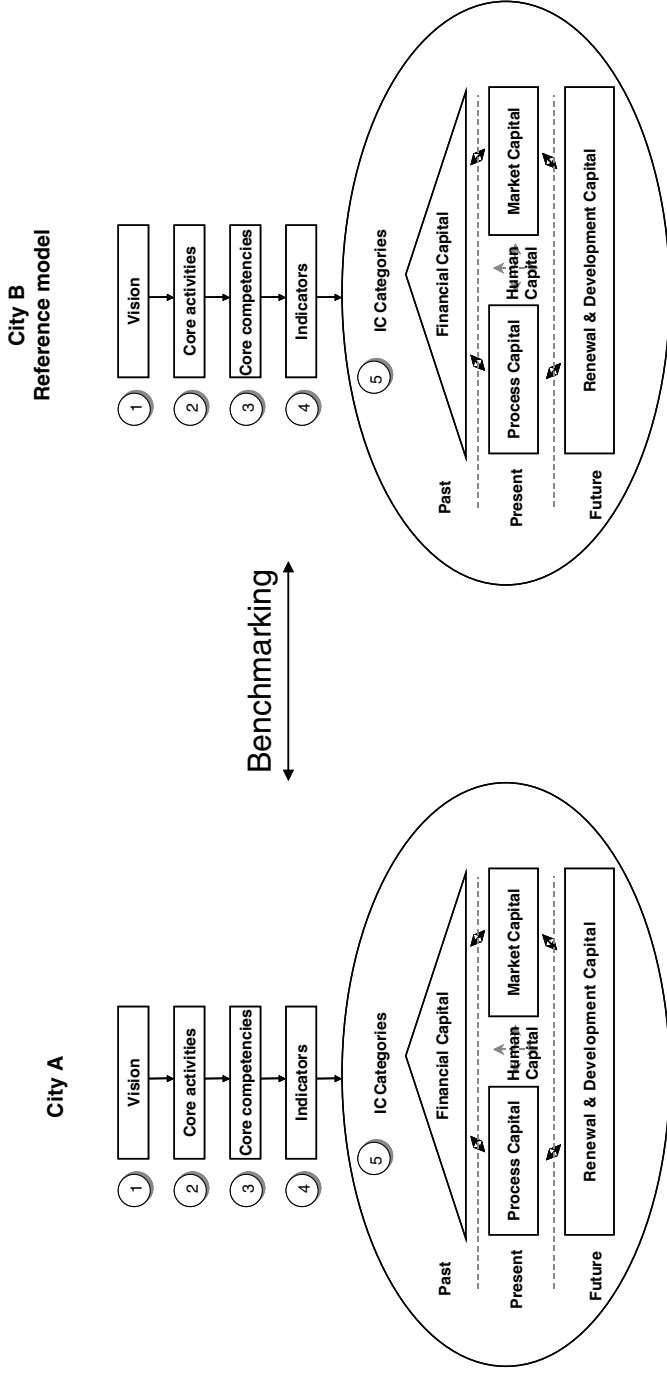 City A
1
Vision
2
Core activities
3
Core competencies
4
Indicators
5
IC Categories
Past
Financial Capital
Present
Process Capital
Human
Capital
Market Capital
Future
Renewal & Development Capital
Benchmarking
City B
Reference model
1
Vision
2
Core activities
3
Core competencies
4
Indicators
5
IC Categories
Past
Financial Capital
Present
Process Capital
Human
Capital
Market Capital
Future
Renewal & Development Capital